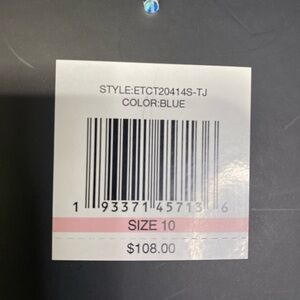 STYLE:ETCT20414S-TJ
COLOR:BLUE
1 93371 45713 6
SIZE 10
$108.00